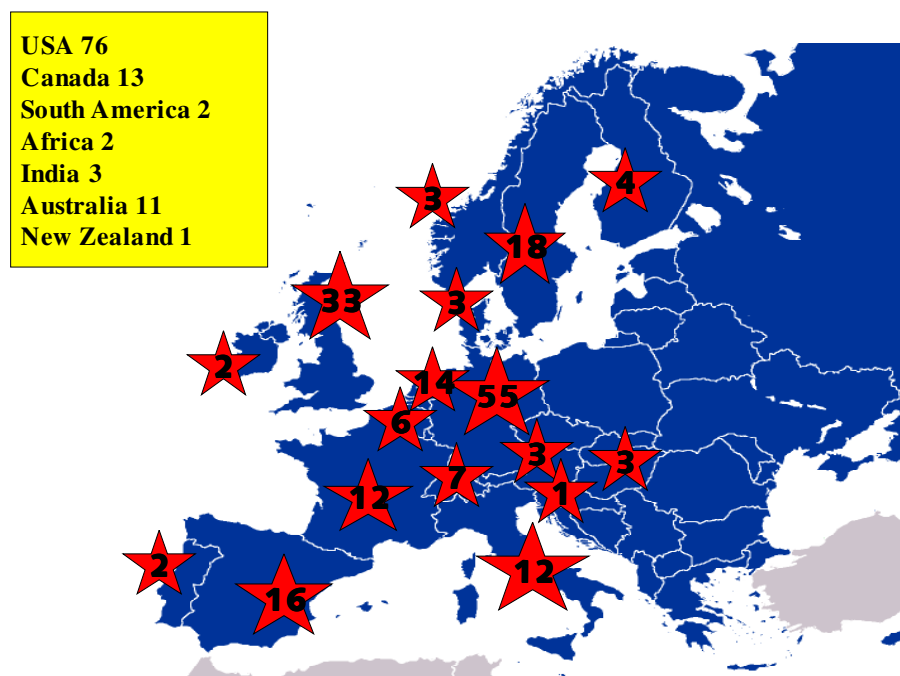 USA 76
Canada 13
South America 2
Africa 2
India 3
Australia 11
New Zealand 1
4
3
18
33
3
2
14
55
6
3
3
7
1
12
2
12
16